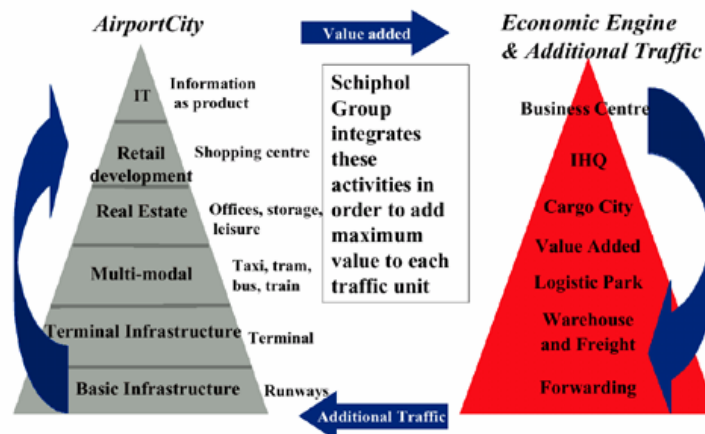 AirportCity
Value added
Economic Engine
& Additional Traffic
IT
Information
as product
Retail
development
Shopping centre
Real Estate
Offices, storage,
leisure
Multi-modal
Taxi, tram,
bus, train
Terminal Infrastructure
Terminal
Basic Infrastructure
Runways
Schiphol
Group
integrates
these
activities in
order to add
maximum
value to each
traffic unit
Business Centre
IHQ
Cargo City
Value Added
Logistic Park
Warehouse
and Freight
Forwarding
Additional Traffic